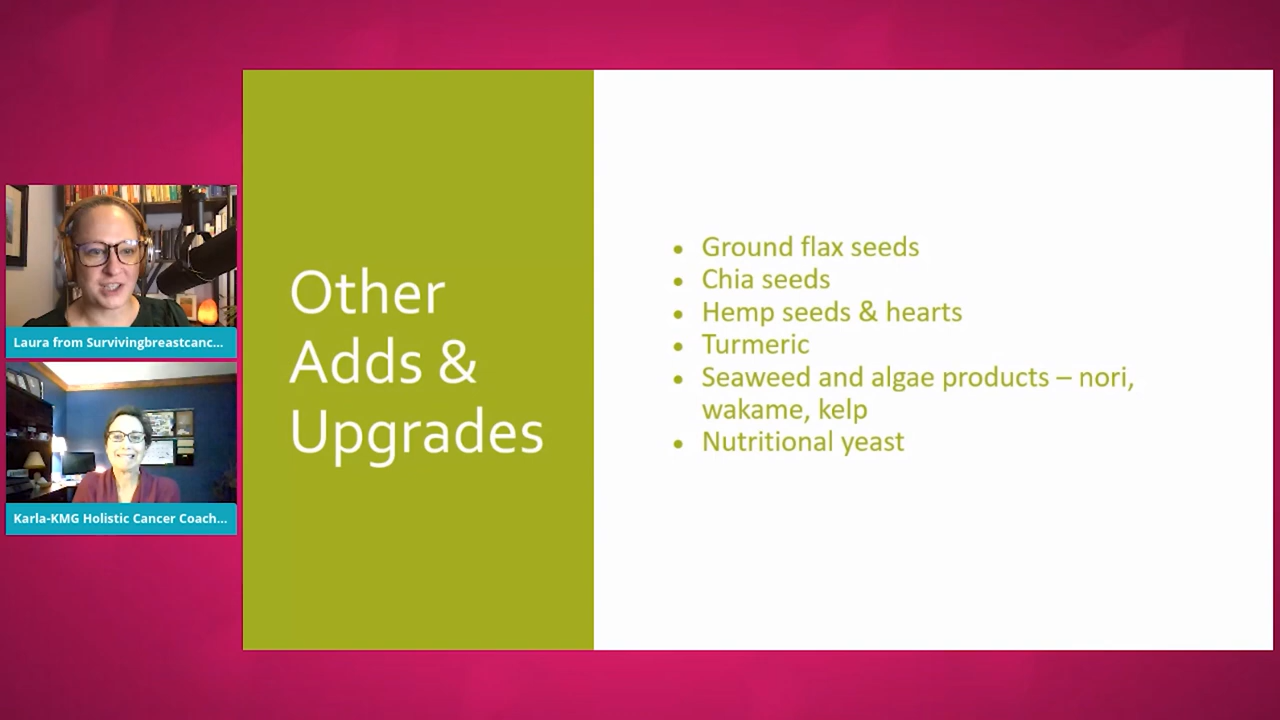 Other
Adds &
Upgrades
• Ground flax seeds
• Chia seeds
• Hemp seeds & hearts
• Turmeric
• Seaweed and algae products – nori,
wakame, kelp
• Nutritional yeast
Laura from Survivingbreastcanc...
Karla-KMG Holistic Cancer Coach...